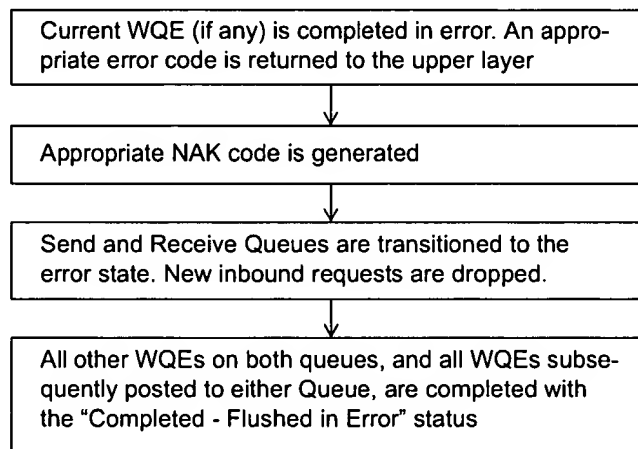 Current WQE (if any) is completed in error. An appro-
priate error code is returned to the upper layer
Appropriate NAK code is generated
Send and Receive Queues are transitioned to the
error state. New inbound requests are dropped.
All other WQEs on both queues, and all WQEs subse-
quently posted to either Queue, are completed with
the “Completed - Flushed in Error” status